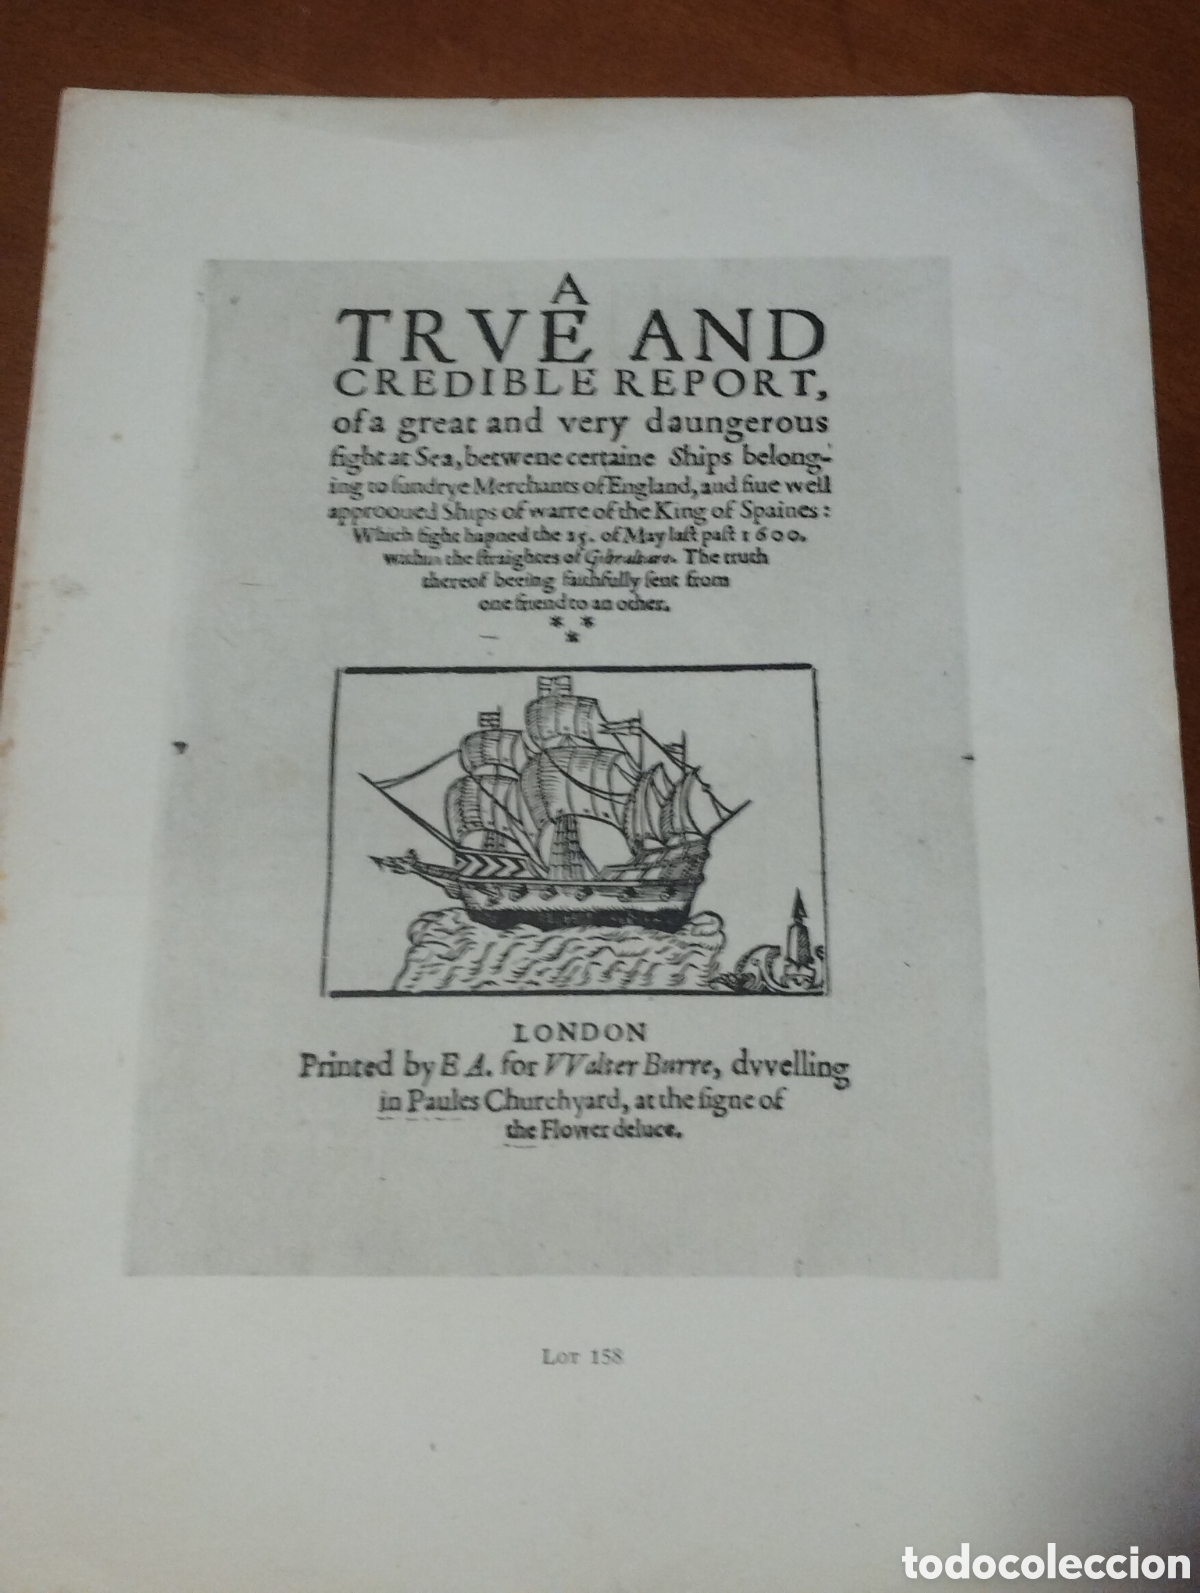 A
TRVE AND
CREDIBLE REPORT,
of a great and very daungerous
fight at Sea, betwene certaine Ships belong-
ing to sundrye Merchants of England, and fiue well
approoued Ships of warre of the King of Spaines:
Which fight hapned the 25. of May laſt paſt 1600.
within the ſtraightes of Gibraltare. The truth
thereof beeing faithfully ſent from
one friend to an other.
* *
*
LONDON
Printed by E A. for VValter Burre, dvvelling
in Paules Churchyard, at the ſigne of
the Flower deluce.
Lot 158
todocoleccion